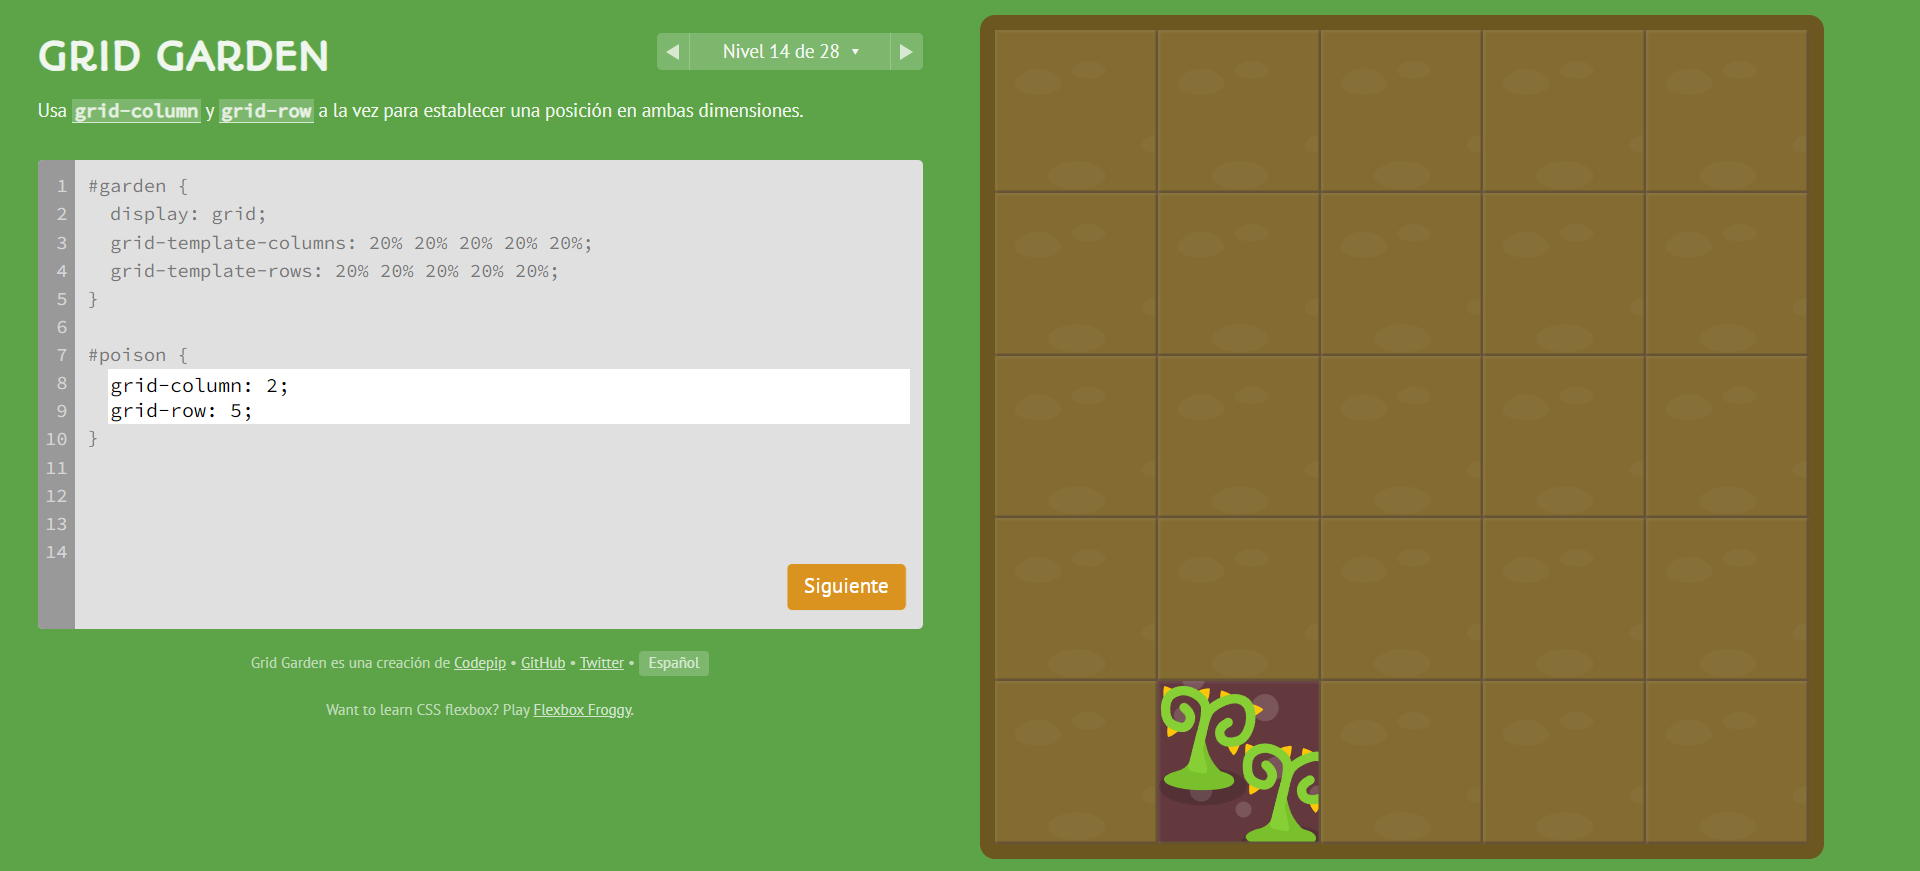 GRID GARDEN
Nivel 14 de 28
Usa grid-column y grid-row a la vez para establecer una posición en ambas dimensiones.
1 #garden {
2 display: grid;
3 grid-template-columns: 20% 20% 20% 20% 20%;
4 grid-template-rows: 20% 20% 20% 20% 20%;
5 }
6
7 #poison {
8 grid-column: 2;
9 grid-row: 5;
10 }
11
12
13
14
Siguiente
Grid Garden es una creación de Codepip • GitHub • Twitter • Español
Want to learn CSS flexbox? Play Flexbox Froggy.